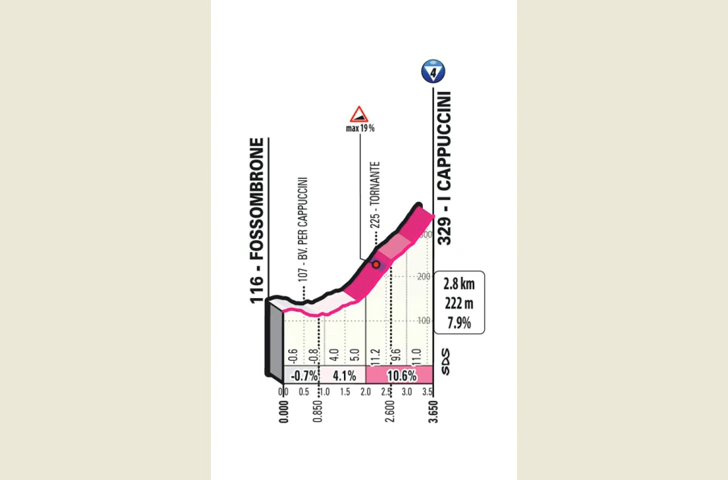 4
max 19%
116 - FOSSOMBRONE
107 - BV. PER CAPPUCCINI
225 - TORNANTE
329 - I CAPPUCCINI
300
200
100
2.8 km
222 m
7.9%
SDS
-0.6 -0.8 4.0 5.0 11.2 9.6 11.0
-0.7% 4.1% 10.6%
0.0 0.5 1.0 1.5 2.0 2.5 3.0 3.5
0.000 0.850 2.600 3.650